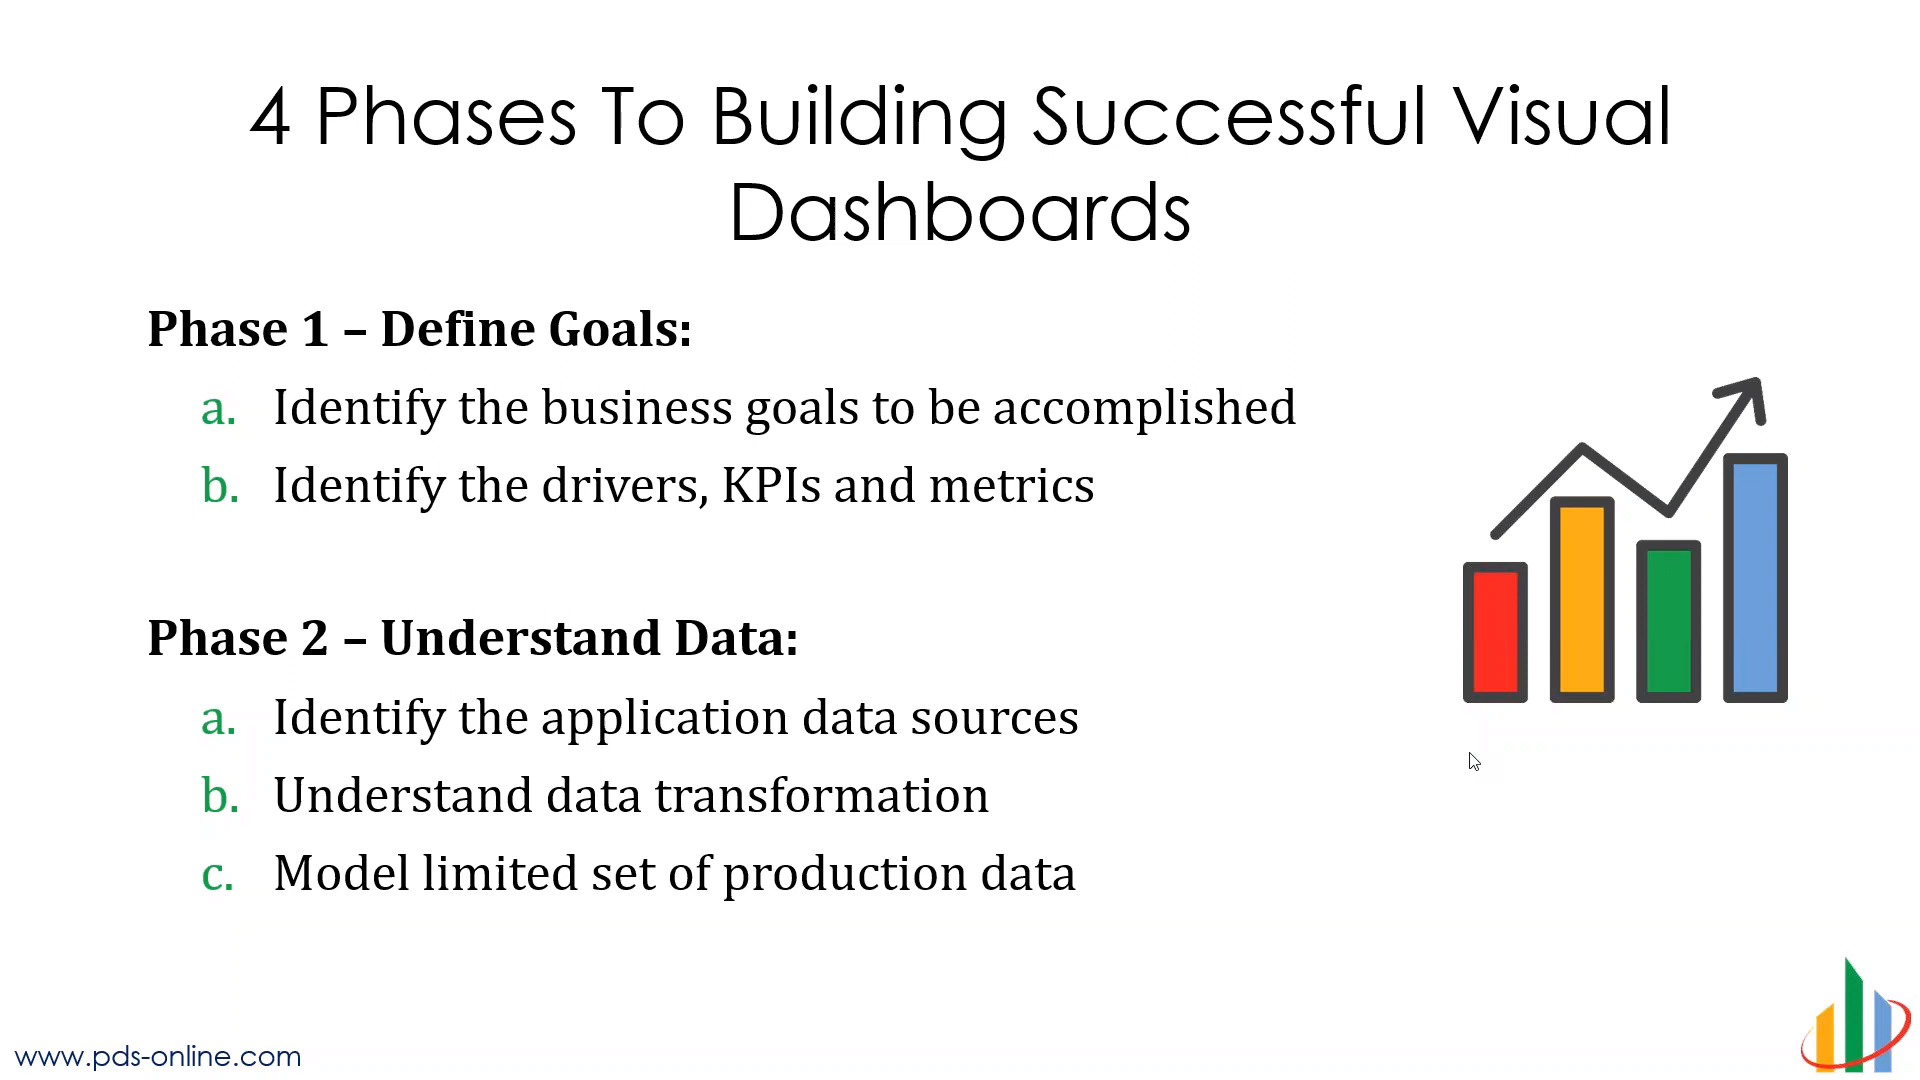 4 Phases To Building Successful Visual
Dashboards
Phase 1 – Define Goals:
a. Identify the business goals to be accomplished
b. Identify the drivers, KPIs and metrics
Phase 2 – Understand Data:
a. Identify the application data sources
b. Understand data transformation
c. Model limited set of production data
www.pds-online.com